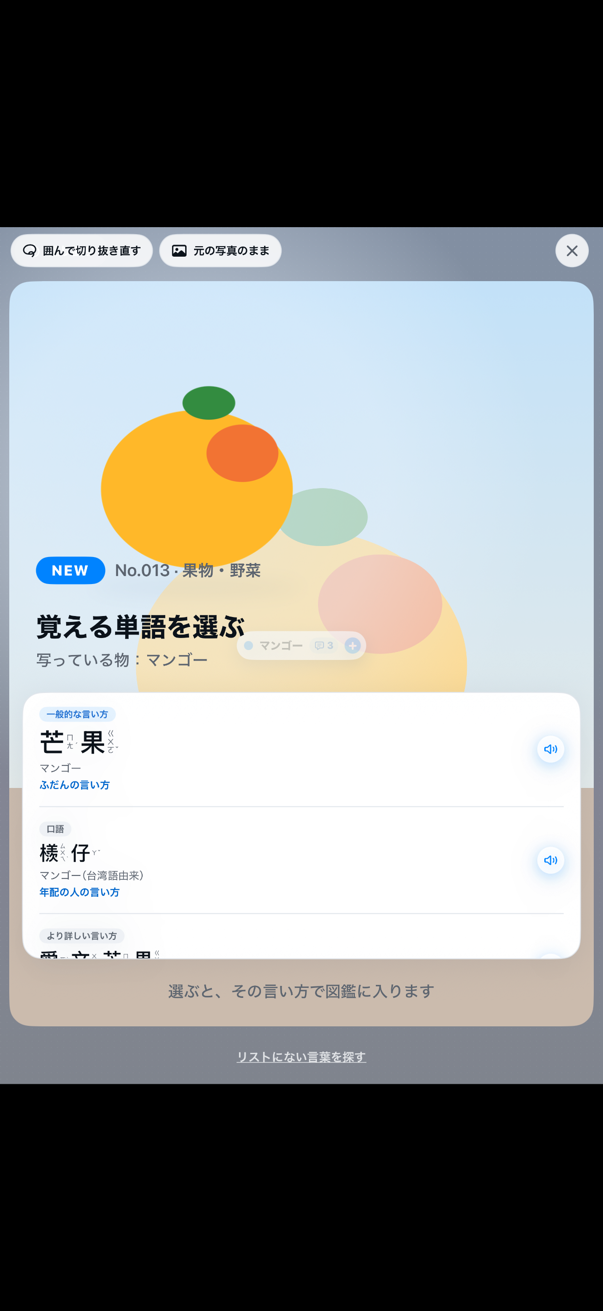 囲んで切り抜き直す
元の写真のまま
NEW No.013・果物・野菜
覚える単語を選ぶ
マンゴー 3
写っている物：マンゴー
一般的な言い方
芒果
マンゴー
ふだんの言い方
口語
檨仔
マンゴー（台湾語由来）
年配の人の言い方
より詳しい言い方
愛文芒果
選ぶと、その言い方で図鑑に入ります
リストにない言葉を探す